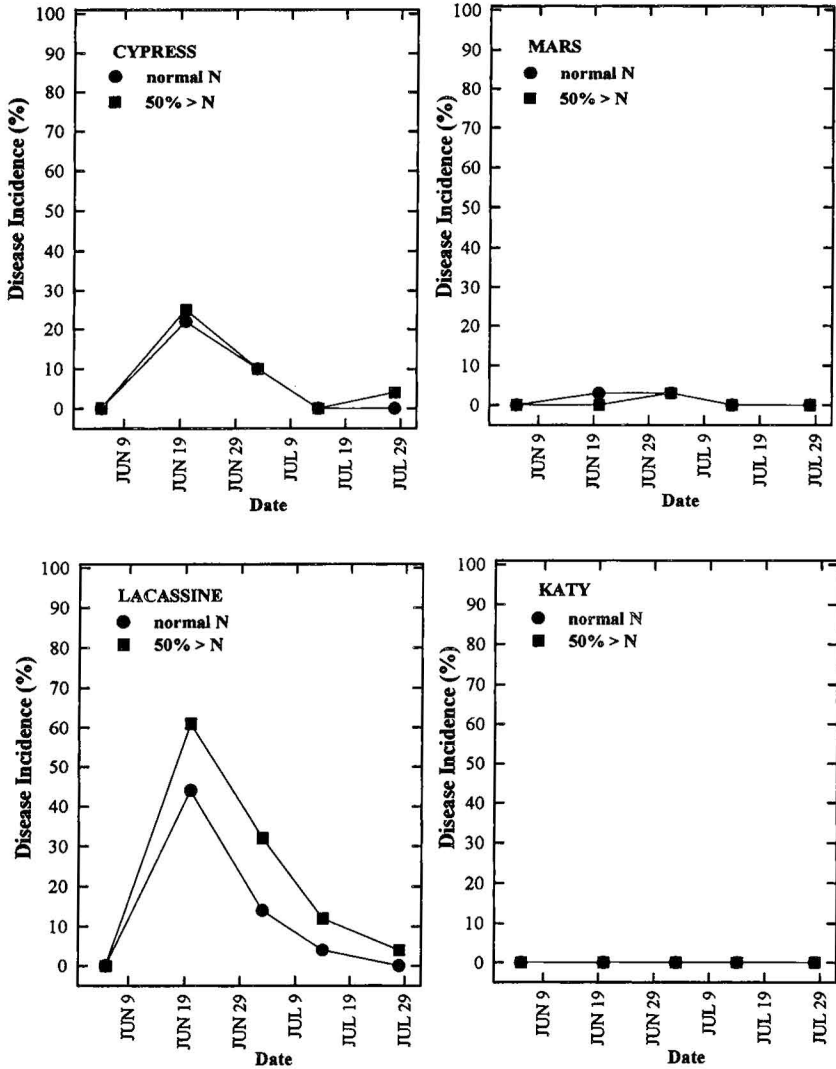 CYPRESS
normal N
50% > N
Disease Incidence (%)
100
90
80
70
60
50
40
30
20
10
0
JUN 9
JUN 19
JUN 29
JUL 9
JUL 19
JUL 29
Date
MARS
normal N
50% > N
Disease Incidence (%)
100
90
80
70
60
50
40
30
20
10
0
JUN 9
JUN 19
JUN 29
JUL 9
JUL 19
JUL 29
Date
LACASSINE
normal N
50% > N
Disease Incidence (%)
100
90
80
70
60
50
40
30
20
10
0
JUN 9
JUN 19
JUN 29
JUL 9
JUL 19
JUL 29
Date
KATY
normal N
50% > N
Disease Incidence (%)
100
90
80
70
60
50
40
30
20
10
0
JUN 9
JUN 19
JUN 29
JUL 9
JUL 19
JUL 29
Date